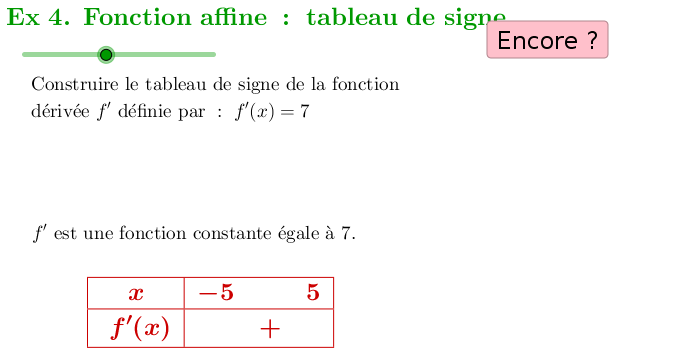 Ex 4. Fonction affine : tableau de signe
Encore ?
Construire le tableau de signe de la fonction
dérivée f′ définie par : f′(x) = 7
f′ est une fonction constante égale à 7.
x −5 5
f′(x) +